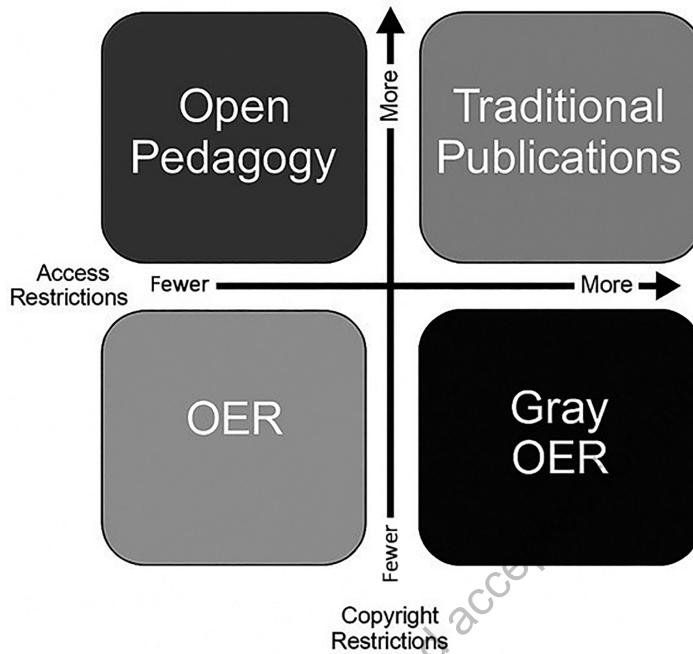 Open
Pedagogy
More
Traditional
Publications
Access
Restrictions
Fewer
More
OER
Gray
OER
Fewer
Copyright
Restrictions